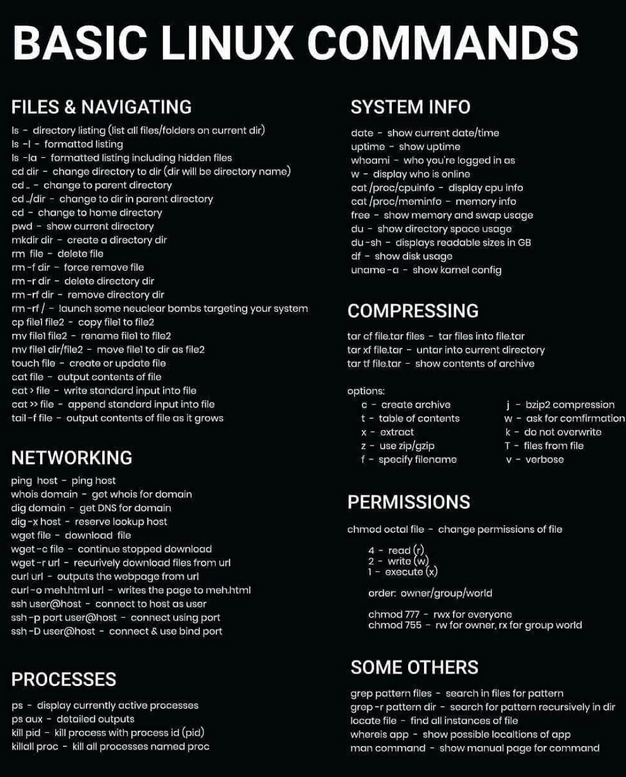 BASIC LINUX COMMANDS
FILES & NAVIGATING
ls - directory listing (list all files/folders on current dir)
ls -l - formatted listing
ls -la - formatted listing including hidden files
cd dir - change directory to dir (dir will be directory name)
cd .. - change to parent directory
cd ../dir - change to dir in parent directory
cd - change to home directory
pwd - show current directory
mkdir dir - create a directory dir
rm file - delete file
rm -f dir - force remove file
rm -r dir - delete directory dir
rm -rf dir - remove directory dir
rm -rf / - launch some neuclear bombs targeting your system
cp file1 file2 - copy file1 to file2
mv file1 file2 - rename file1 to file2
mv file1 dir/file2 - move file1 to dir as file2
touch file - create or update file
cat file - output contents of file
cat > file - write standard input into file
cat >> file - append standard input into file
tail -f file - output contents of file as it grows
NETWORKING
ping host - ping host
whois domain - get whois for domain
dig domain - get DNS for domain
dig -x host - reserve lookup host
wget file - download file
wget -c file - continue stopped download
wget -r url - recurively download files from url
curl url - outputs the webpage from url
curl -o meh.html url - writes the page to meh.html
ssh user@host - connect to host as user
ssh -p port user@host - connect using port
ssh -D user@host - connect & use bind port
PROCESSES
ps - display currently active processes
ps aux - detailed outputs
kill pid - kill process with process id (pid)
killall proc - kill all processes named proc
SYSTEM INFO
date - show current date/time
uptime - show uptime
whoami - who you're logged in as
w - display who is online
cat /proc/cpuinfo - display cpu info
cat /proc/meminfo - memory info
free - show memory and swap usage
du - show directory space usage
du -sh - displays readable sizes in GB
df - show disk usage
uname -a - show karnel config
COMPRESSING
tar cf file.tar files - tar files into file.tar
tar xf file.tar - untar into current directory
tar tf file.tar - show contents of archive
options:
c - create archive
t - table of contents
x - extract
z - use zip/gzip
f - specify filename
j - bzip2 compression
w - ask for comfirmation
k - do not overwrite
T - files from file
v - verbose
PERMISSIONS
chmod octal file - change permissions of file
4 - read (r)
2 - write (w)
1 - execute (x)
order: owner/group/world
chmod 777 - rwx for everyone
chmod 755 - rw for owner, rx for group world
SOME OTHERS
grep pattern files - search in files for pattern
grep -r pattern dir - search for pattern recursively in dir
locate file - find all instances of file
whereis app - show possible localtions of app
man command - show manual page for command